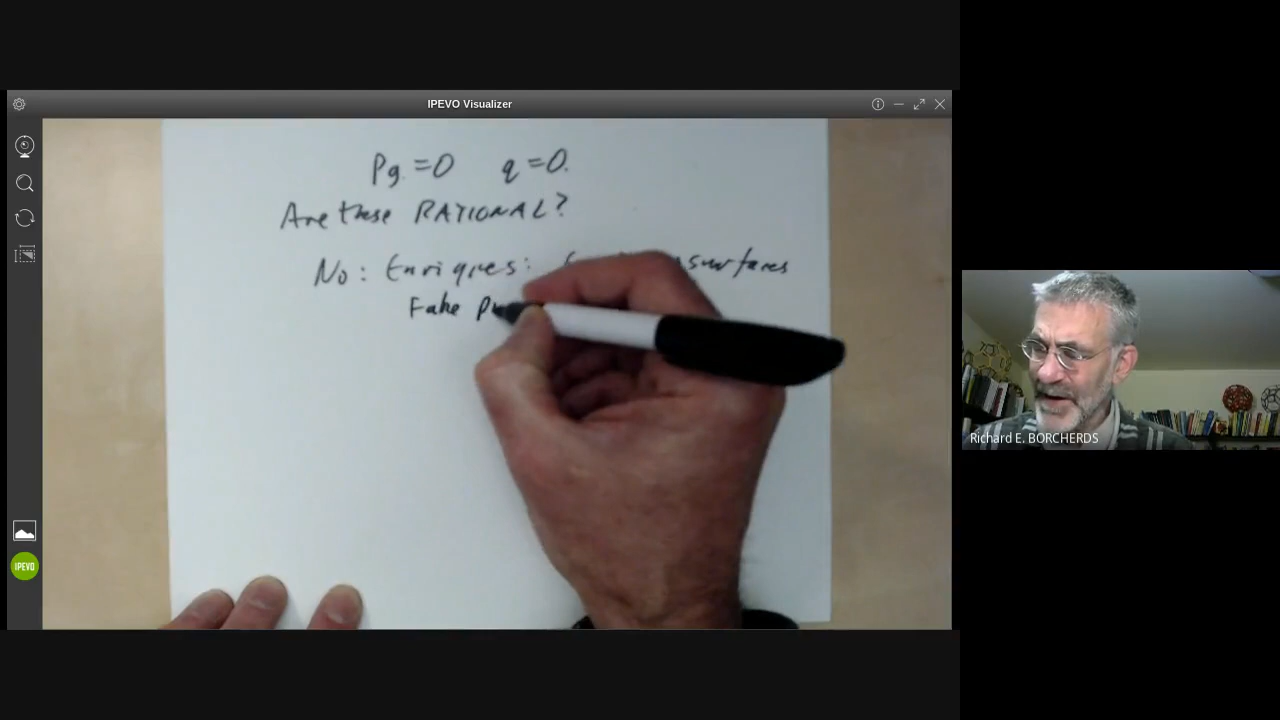 IPEVO Visualizer
Pg. = 0 q = 0.
Are these RATIONAL?
No: Enriques: surfaces
Fake
IPEVO
Richard E. BORCHERDS